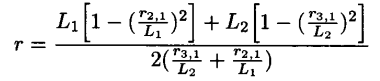 $r = \frac{L_1\left[1 - \left(\frac{r_{2,1}}{L_1}\right)^2\right] + L_2\left[1 - \left(\frac{r_{3,1}}{L_2}\right)^2\right]}{2\left(\frac{r_{3,1}}{L_2} + \frac{r_{2,1}}{L_1}\right)}$